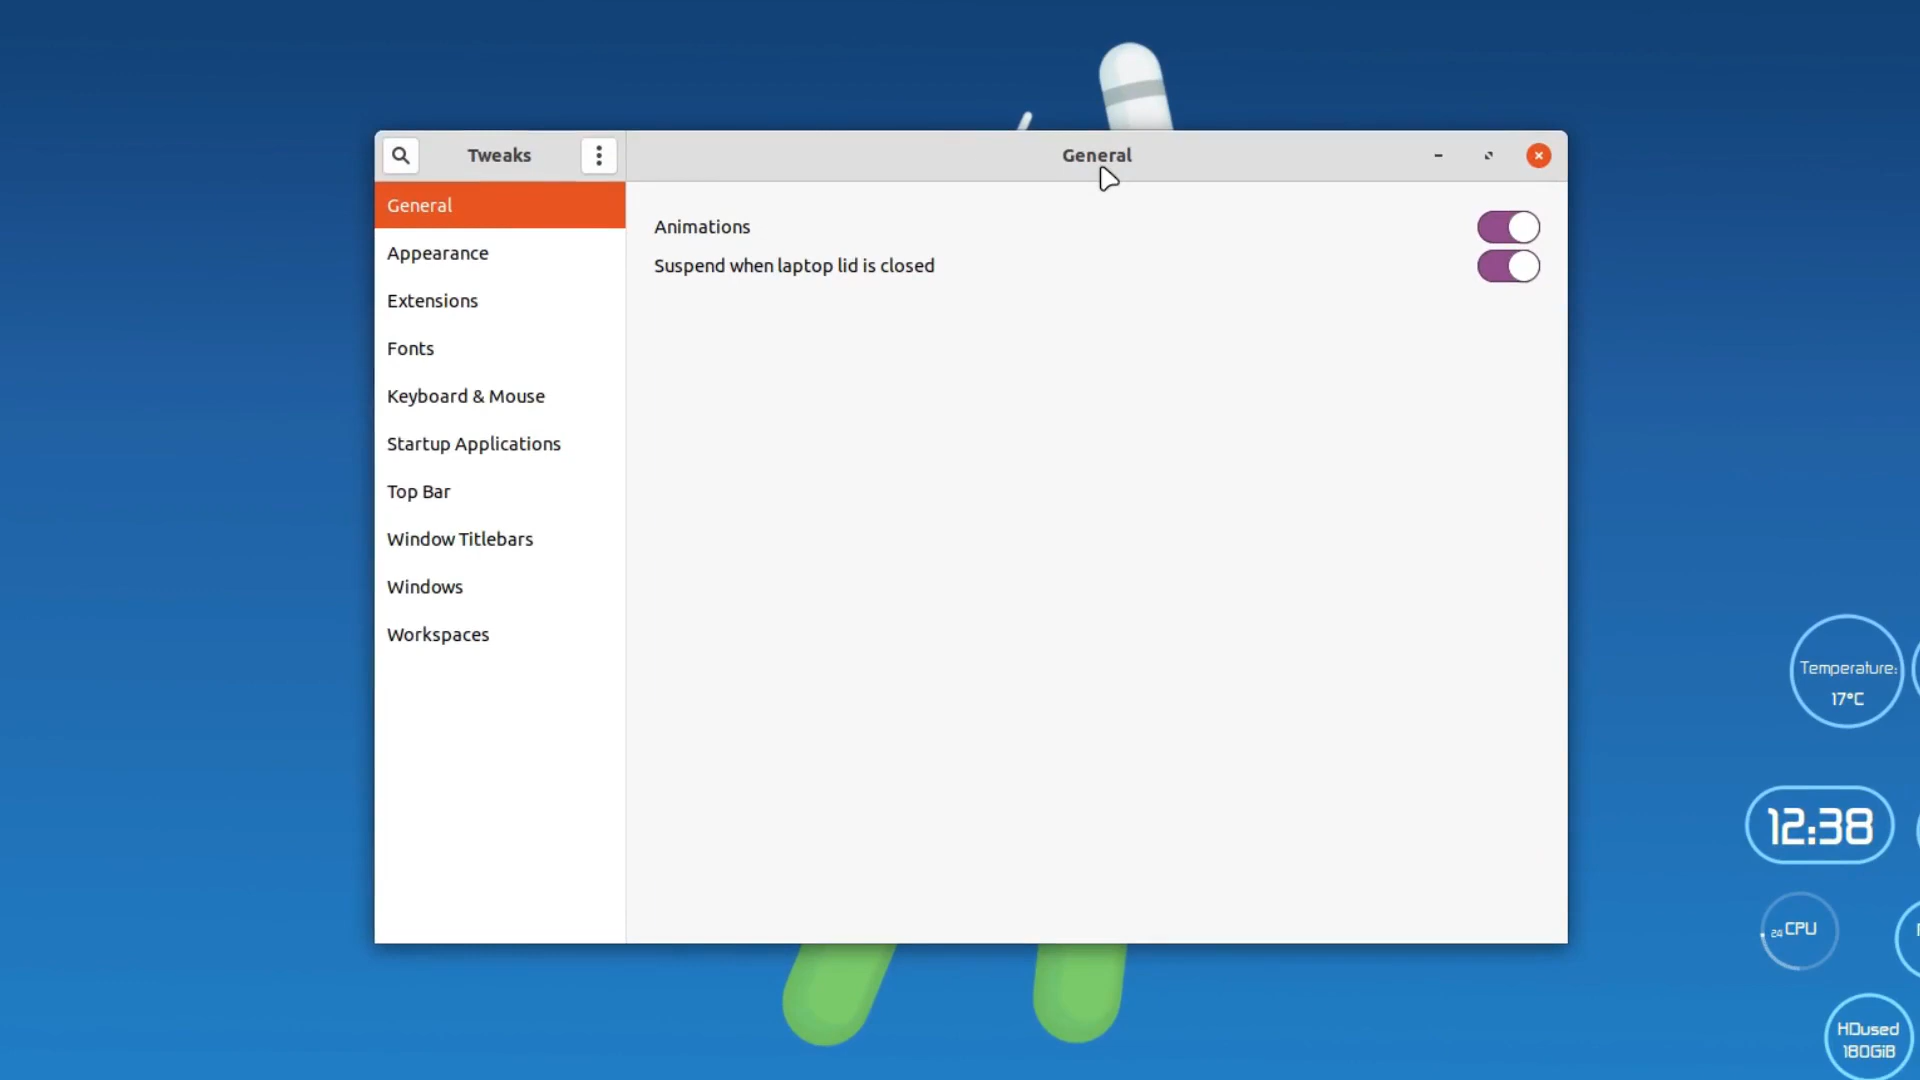 Tweaks
General
General
Appearance
Extensions
Fonts
Keyboard & Mouse
Startup Applications
Top Bar
Window Titlebars
Windows
Workspaces
Animations
Suspend when laptop lid is closed
Temperature:
17°C
12:38
24 CPU
HDused
180GiB